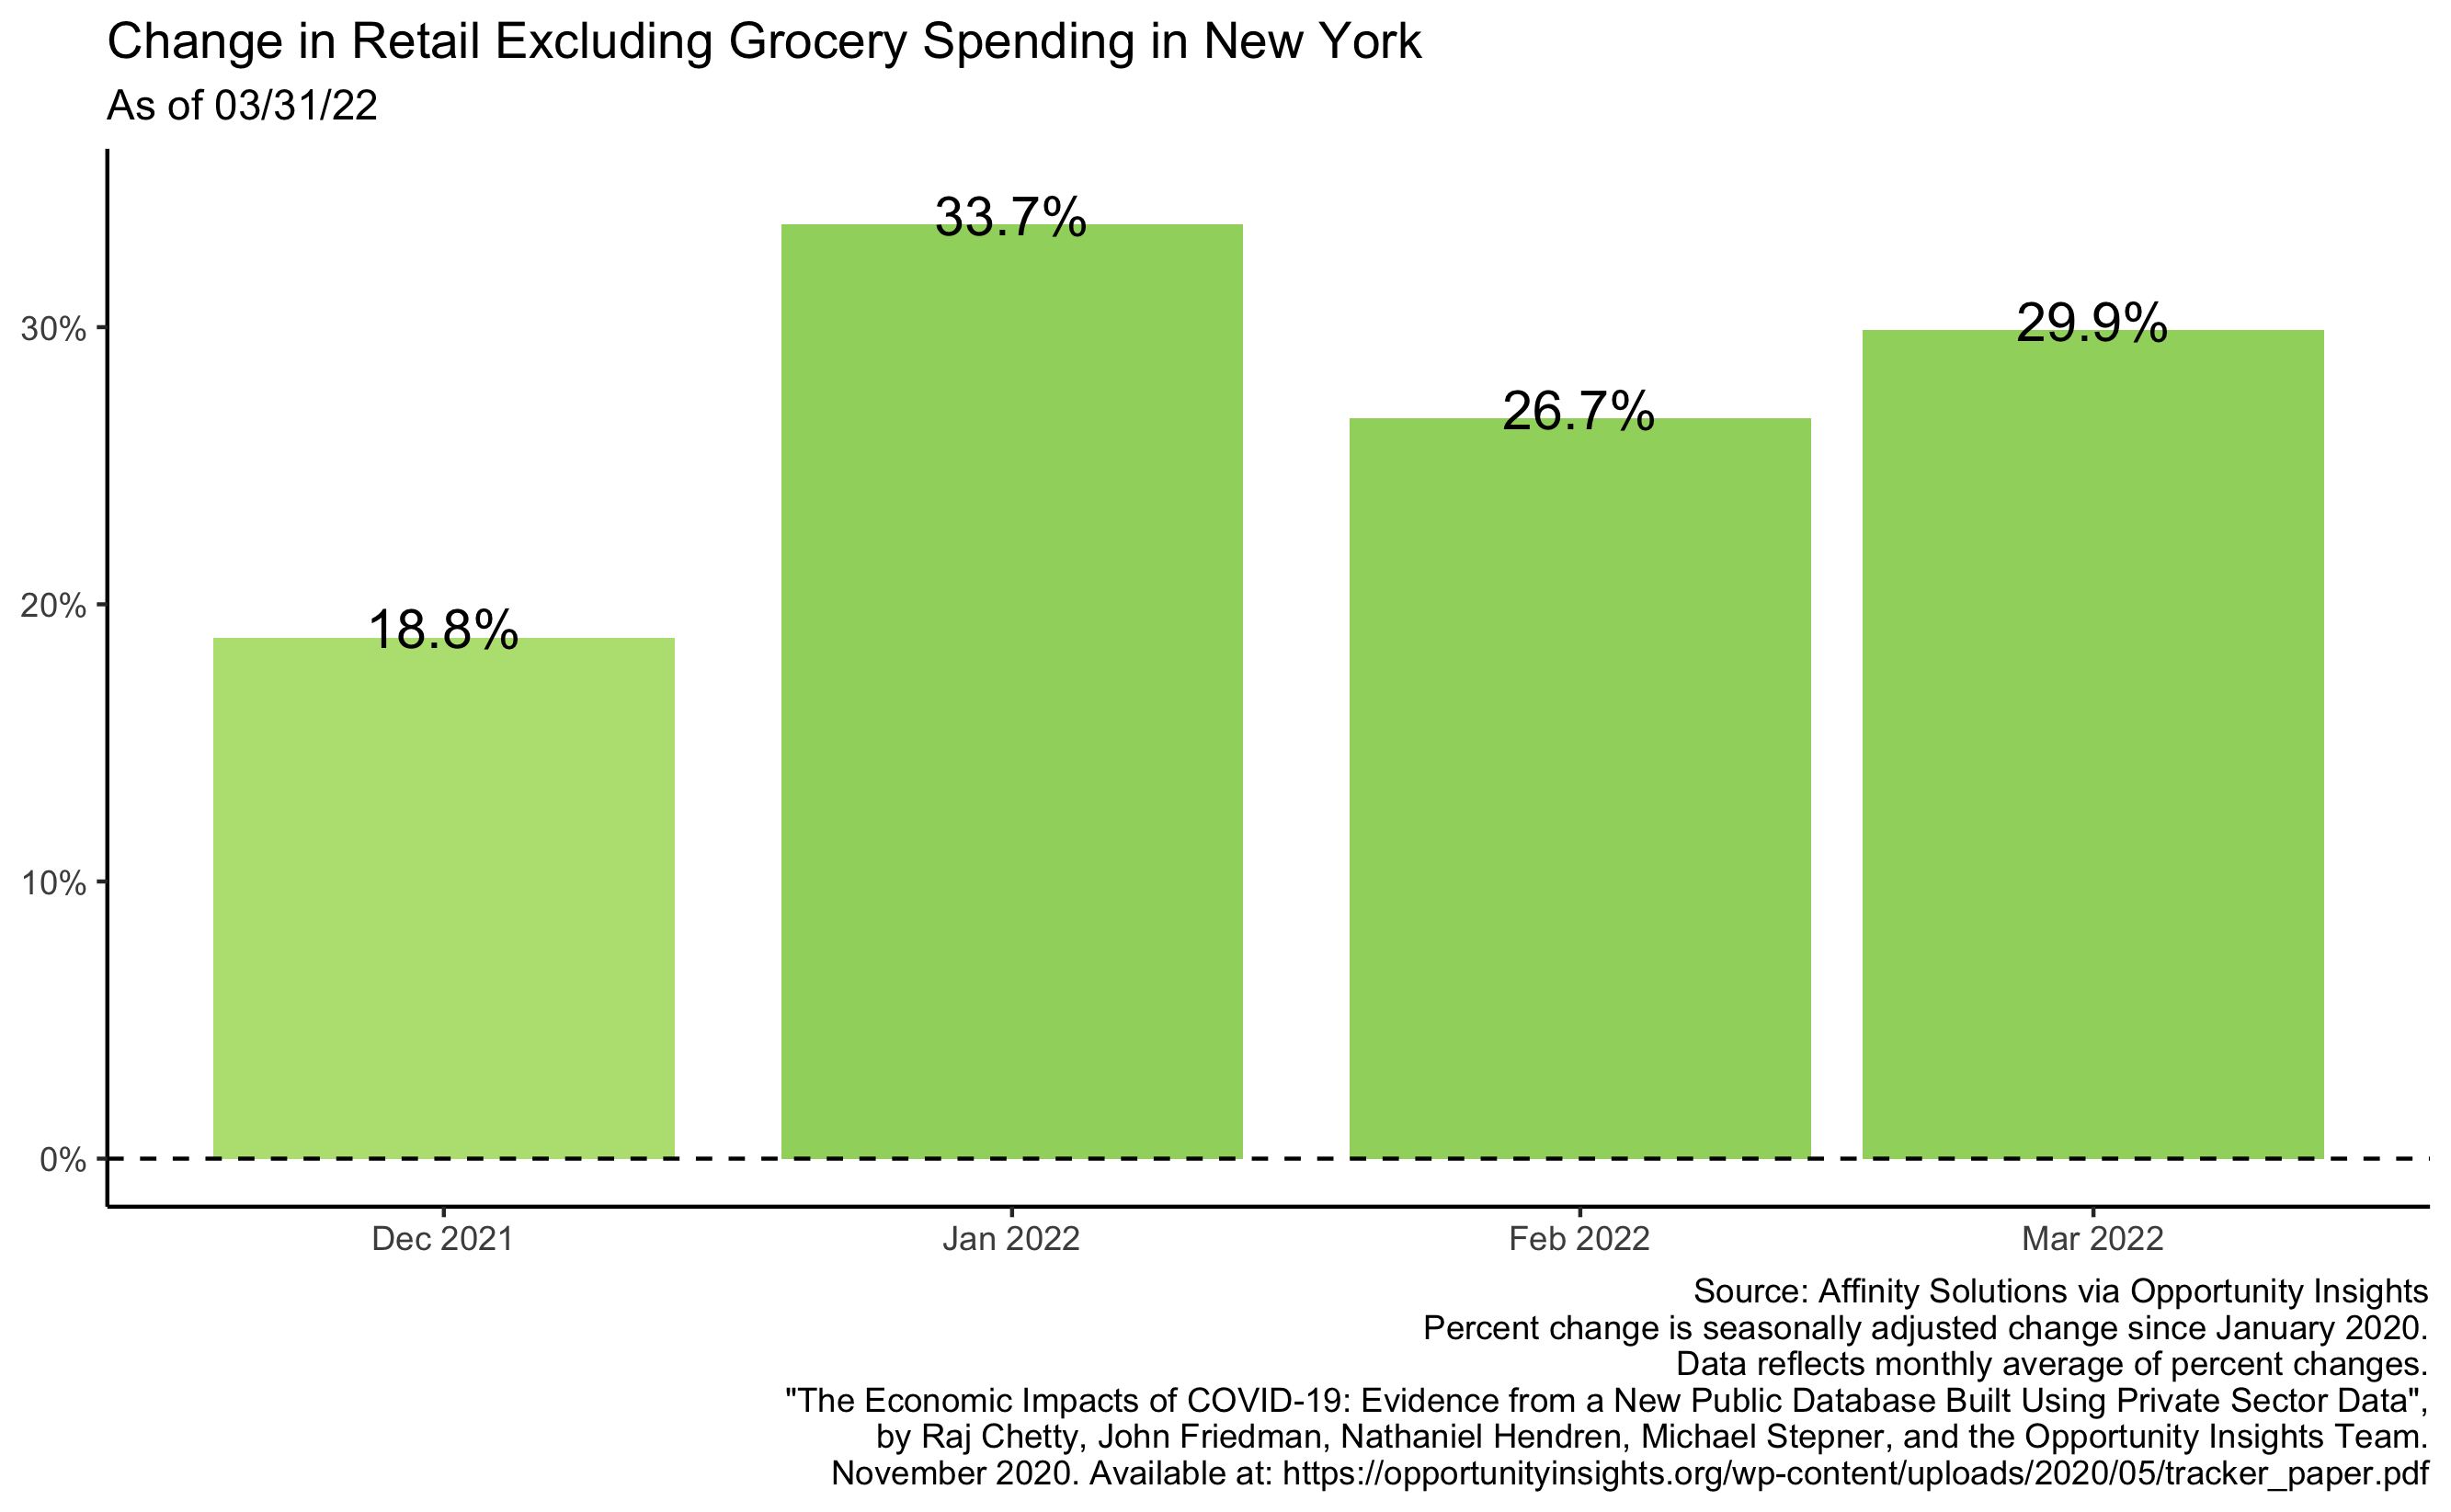 Change in Retail Excluding Grocery Spending in New York
As of 03/31/22
33.7%
30%
29.9%
26.7%
20%
18.8%
10%
0%
Dec 2021
Jan 2022
Feb 2022
Mar 2022
Source: Affinity Solutions via Opportunity Insights
Percent change is seasonally adjusted change since January 2020.
Data reflects monthly average of percent changes.
"The Economic Impacts of COVID-19: Evidence from a New Public Database Built Using Private Sector Data",
by Raj Chetty, John Friedman, Nathaniel Hendren, Michael Stepner, and the Opportunity Insights Team.
November 2020. Available at: https://opportunityinsights.org/wp-content/uploads/2020/05/tracker_paper.pdf